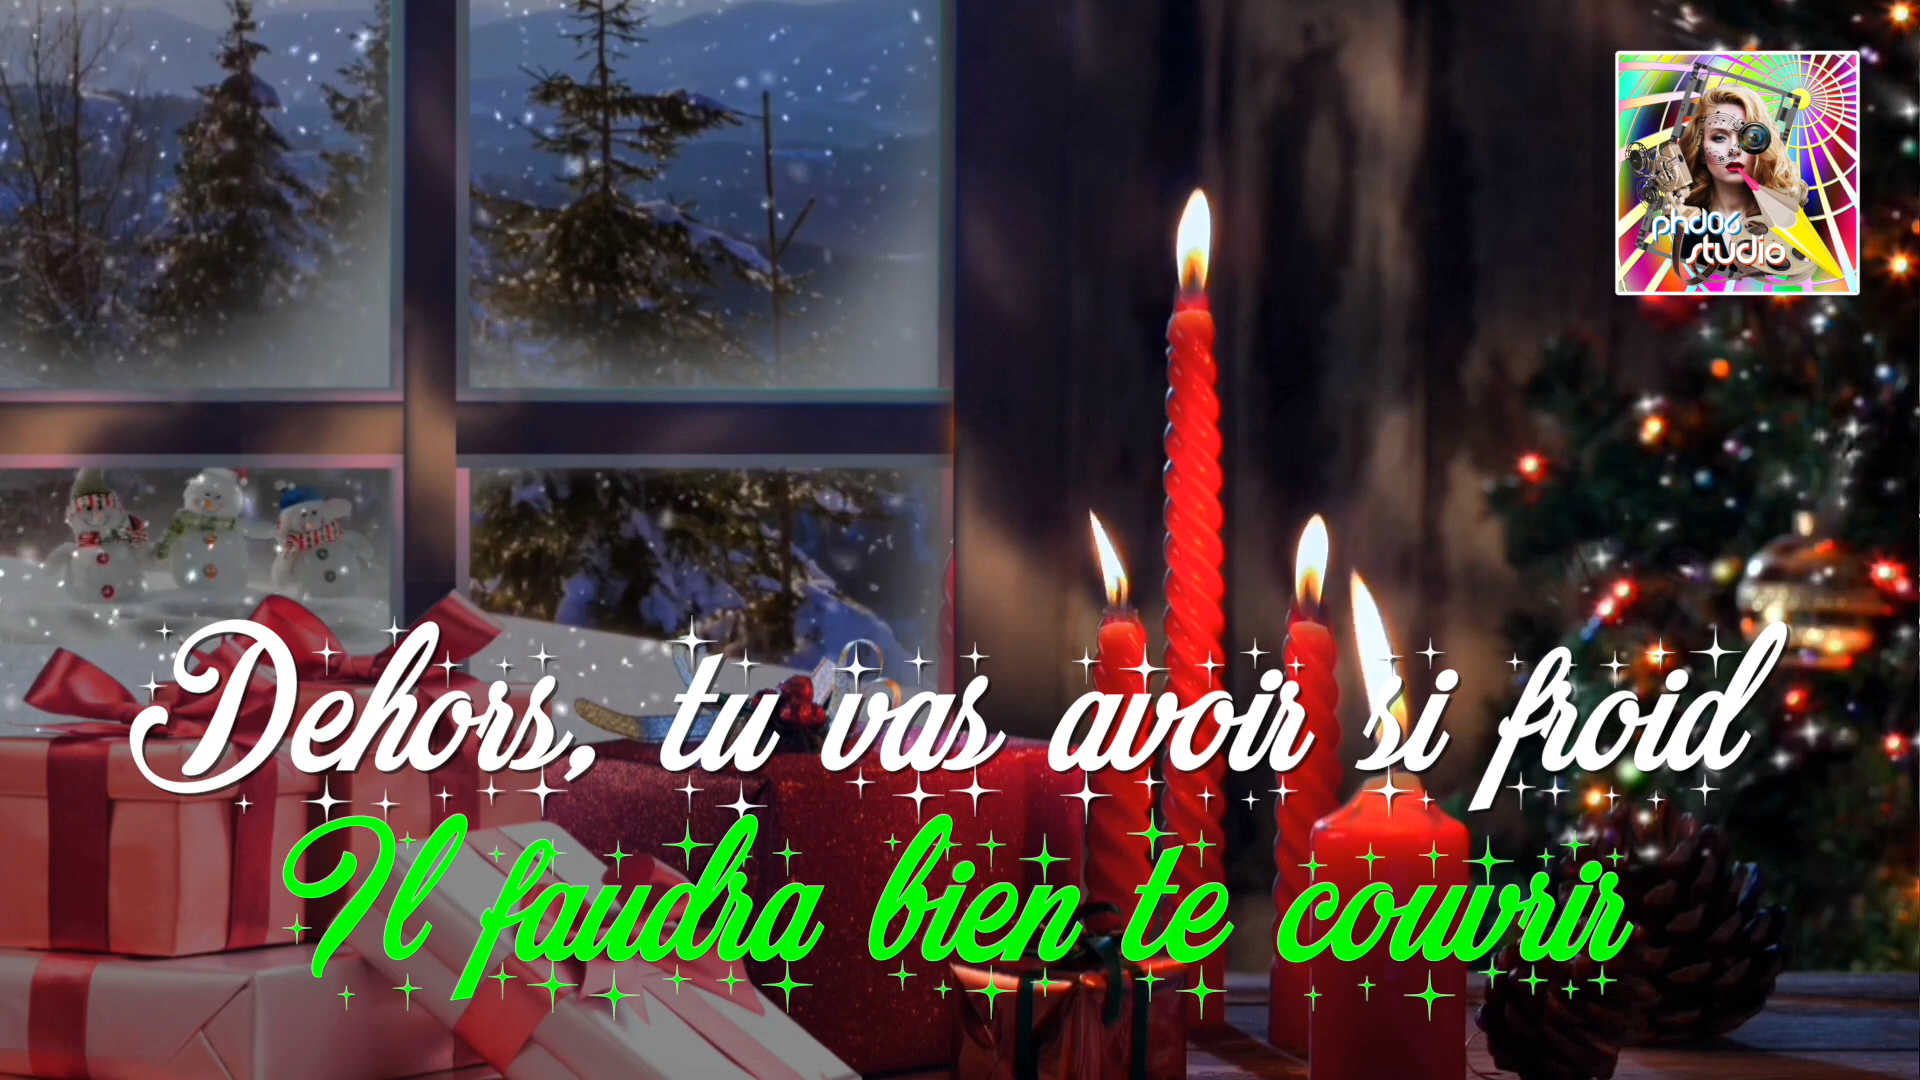 phd06
studio
Dehors, tu vas avoir si froid
Il faudra bien te couvrir